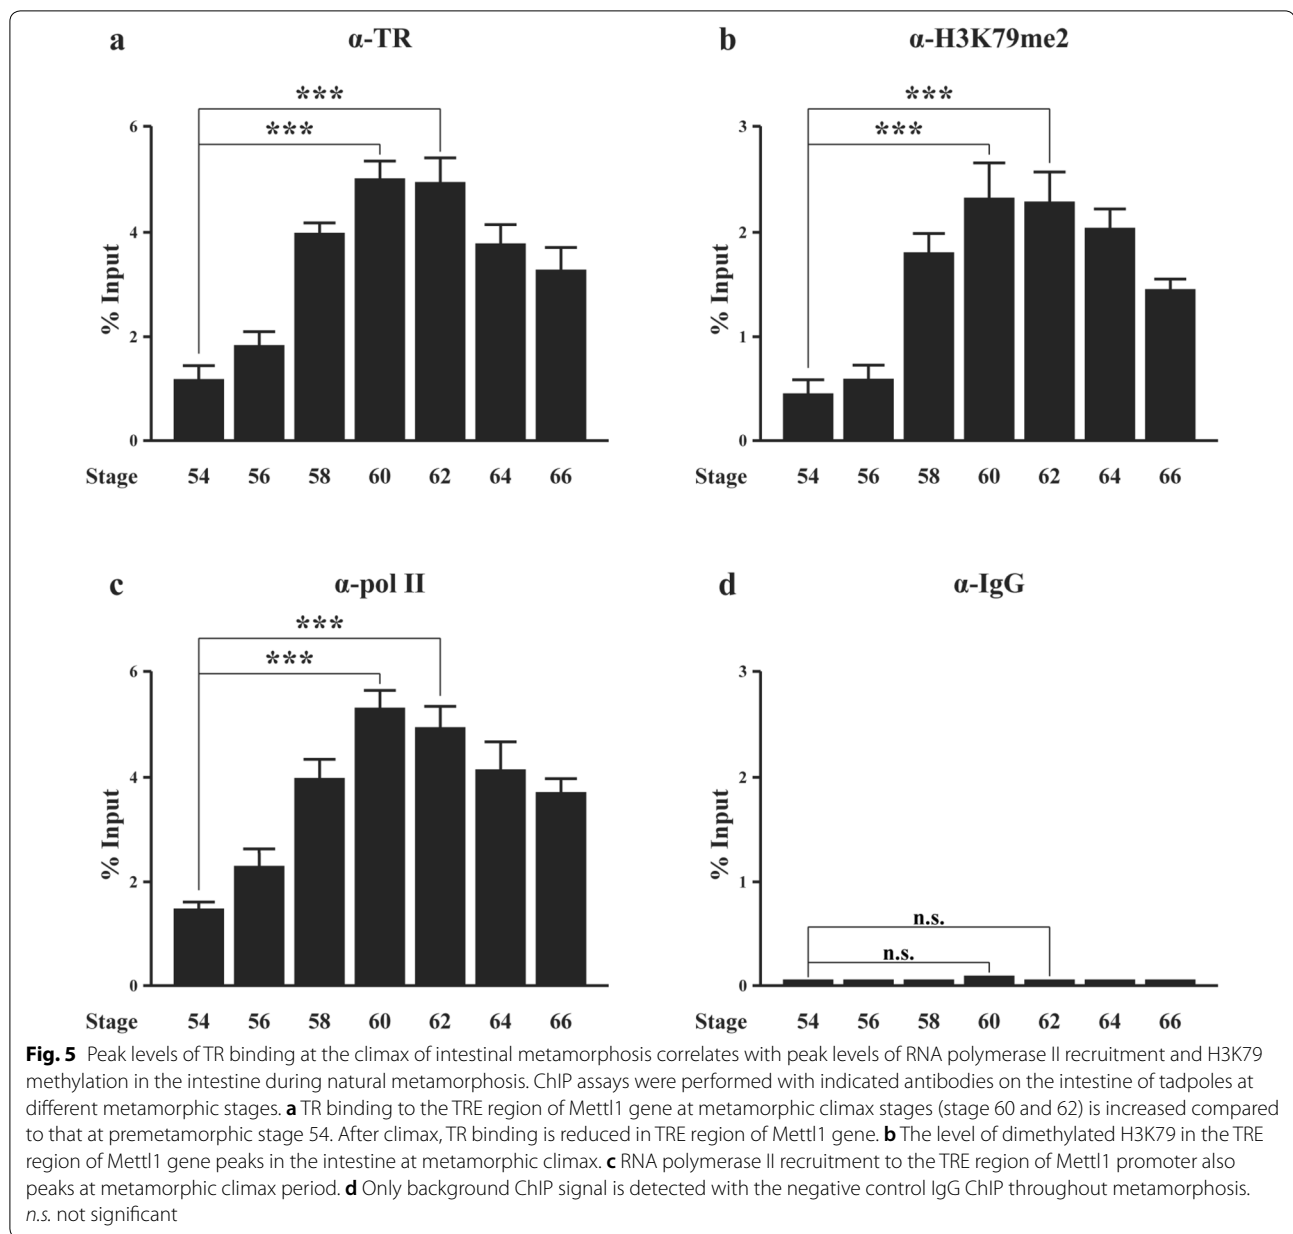 a α-TR
*** 
***
6
4
2
0
% Input
Stage 54 56 58 60 62 64 66
b α-H3K79me2
***
***
3
2
1
0
% Input
Stage 54 56 58 60 62 64 66
c α-pol II
***
***
6
4
2
0
% Input
Stage 54 56 58 60 62 64 66
d α-IgG
3
2
1
0
% Input
n.s.
n.s.
Stage 54 56 58 60 62 64 66
Fig. 5 Peak levels of TR binding at the climax of intestinal metamorphosis correlates with peak levels of RNA polymerase II recruitment and H3K79
methylation in the intestine during natural metamorphosis. ChIP assays were performed with indicated antibodies on the intestine of tadpoles at
different metamorphic stages. a TR binding to the TRE region of Mettl1 gene at metamorphic climax stages (stage 60 and 62) is increased compared
to that at premetamorphic stage 54. After climax, TR binding is reduced in TRE region of Mettl1 gene. b The level of dimethylated H3K79 in the TRE
region of Mettl1 gene peaks in the intestine at metamorphic climax. c RNA polymerase II recruitment to the TRE region of Mettl1 promoter also
peaks at metamorphic climax period. d Only background ChIP signal is detected with the negative control IgG ChIP throughout metamorphosis.
n.s. not significant